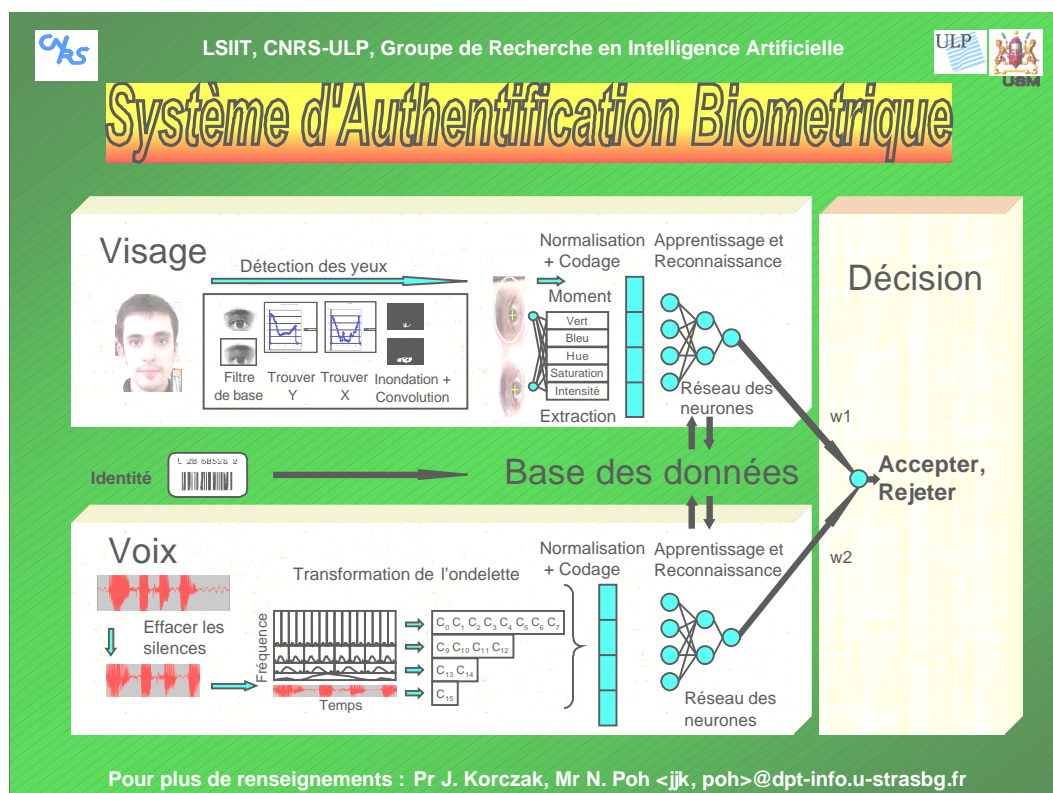 CNRS
LSIIT, CNRS-ULP, Groupe de Recherche en Intelligence Artificielle
ULP
USM
Système d'Authentification Biometrique
Visage
Détection des yeux
Filtre
de base
Trouver
Y
Trouver
X
Inondation +
Convolution
Normalisation
+ Codage
Moment
Vert
Bleu
Hue
Saturation
Intensité
Extraction
Apprentissage et
Reconnaissance
Réseau des
neurones
Décision
w1
Identité
Base des données
Accepter,
Rejeter
Voix
Effacer les
silences
Transformation de l'ondelette
Fréquence
Temps
C0 C1 C2 C3 C4 C5 C6 C7
C9 C10 C11 C12
C13 C14
C15
Normalisation
+ Codage
Apprentissage et
Reconnaissance
Réseau des
neurones
w2
Pour plus de renseignements : Pr J. Korczak, Mr N. Poh <jjk, poh>@dpt-info.u-strasbg.fr